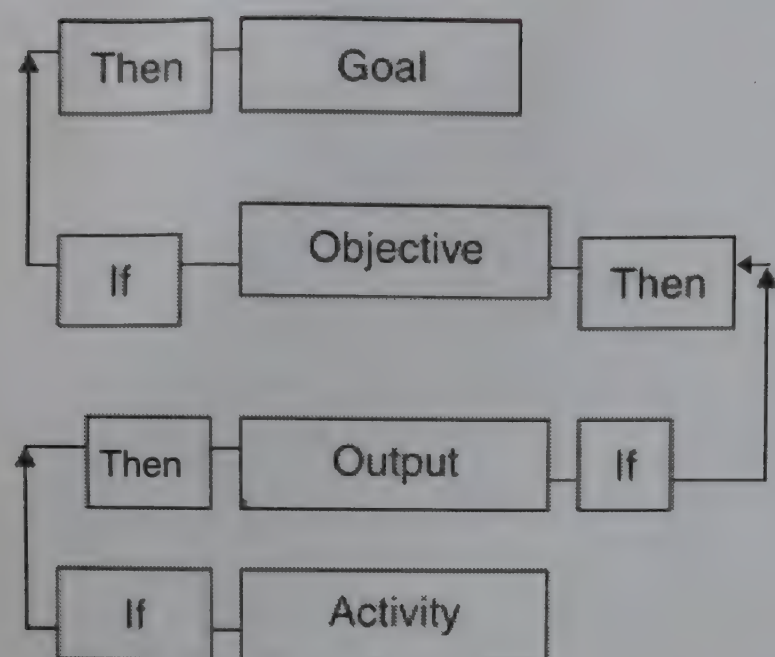 Then Goal
If Objective Then
Then Output If
If Activity